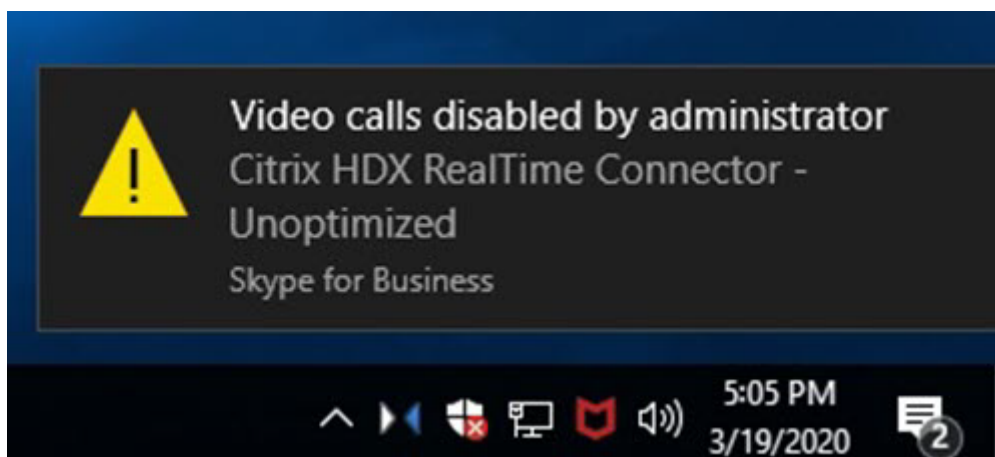 Video calls disabled by administrator
Citrix HDX RealTime Connector -
Unoptimized
Skype for Business
5:05 PM
3/19/2020
2